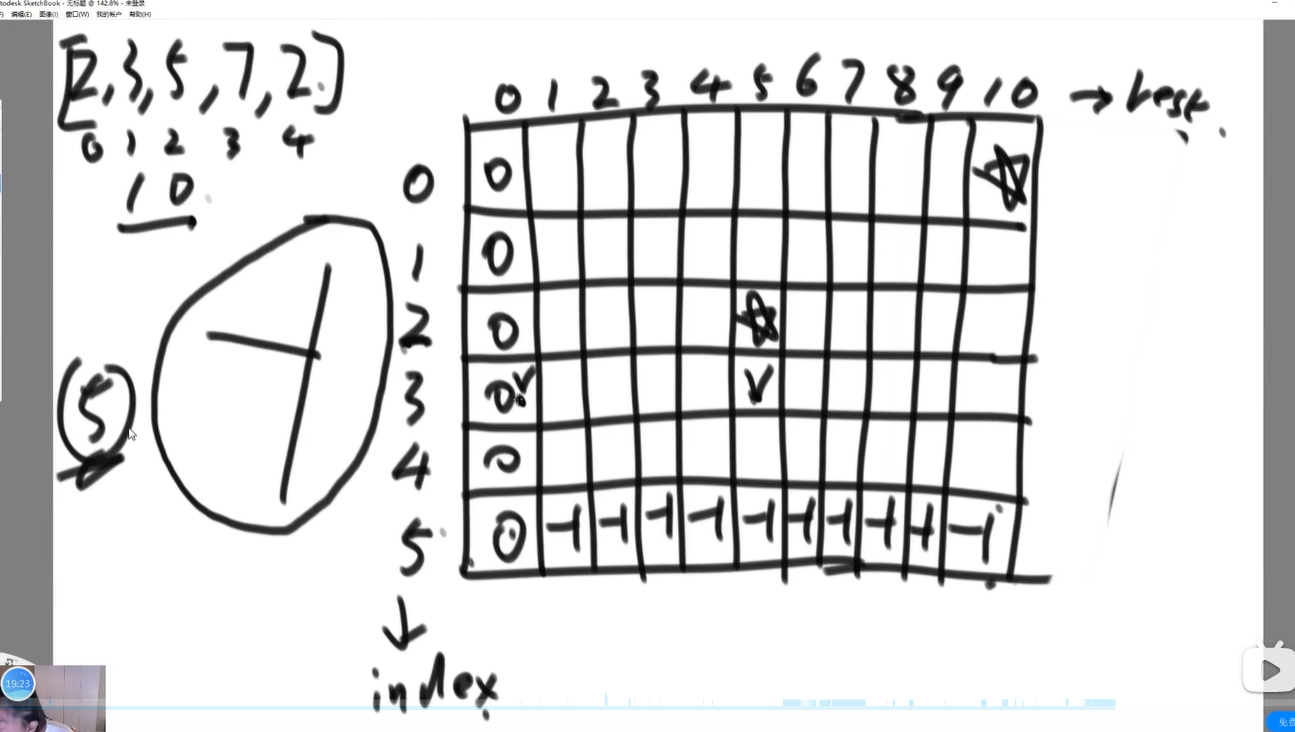 todesk SketchBook - 无标题 @ 142.8% - 未登录
编辑(E) 图像(I) 窗口(W) 我的帐户 帮助(H)
[2,3,5,7,2]
0 1 2 3 4
10
5
0 1 2 3 4 5 6 7 8 9 10 → rest
0 0
1 0
2 0
3 0
4 0
5 0 -1 -1 -1 -1 -1 -1 -1 -1 -1 -1
index
19:23
免费